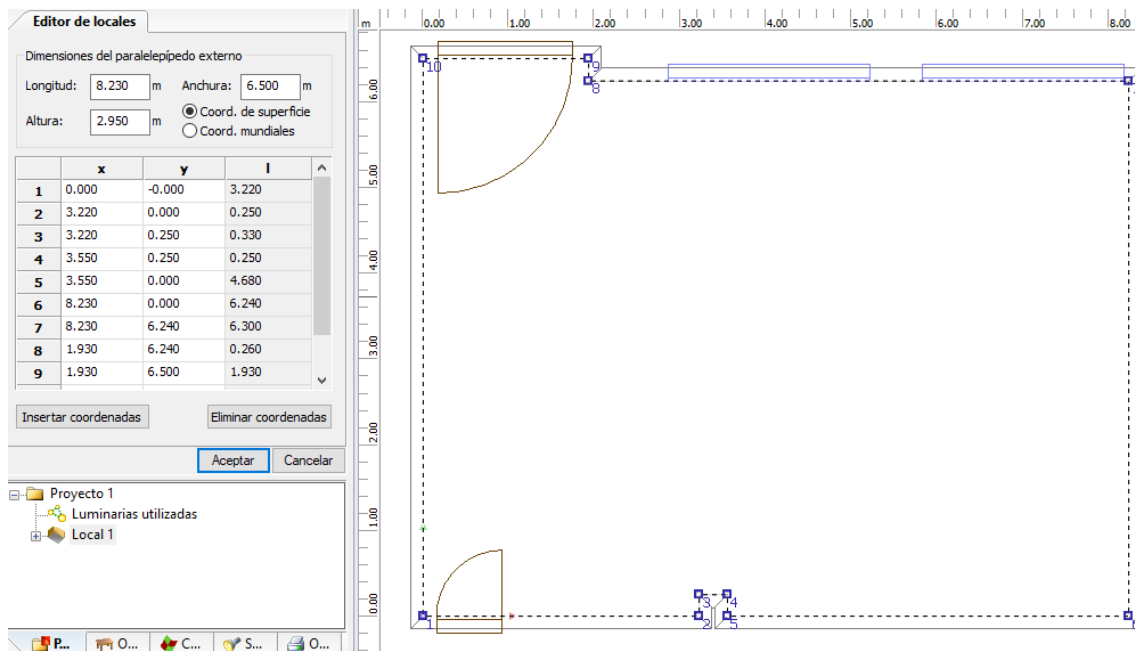 Editor de locales
Dimensiones del paralelepípedo externo
Longitud: 8.230 m Anchura: 6.500 m
Altura: 2.950 m Coord. de superficie
Coord. mundiales
x y l
1 0.000 -0.000 3.220
2 3.220 0.000 0.250
3 3.220 0.250 0.330
4 3.550 0.250 0.250
5 3.550 0.000 4.680
6 8.230 0.000 6.240
7 8.230 6.240 6.300
8 1.930 6.240 0.260
9 1.930 6.500 1.930
Insertar coordenadas Eliminar coordenadas
Aceptar Cancelar
Proyecto 1
Luminarias utilizadas
Local 1
P... O... C... S... O...
m 0.00 1.00 2.00 3.00 4.00 5.00 6.00 7.00 8.00
6.00
5.00
4.00
3.00
2.00
1.00
0.00
10 9
8
3 4
1 2 5